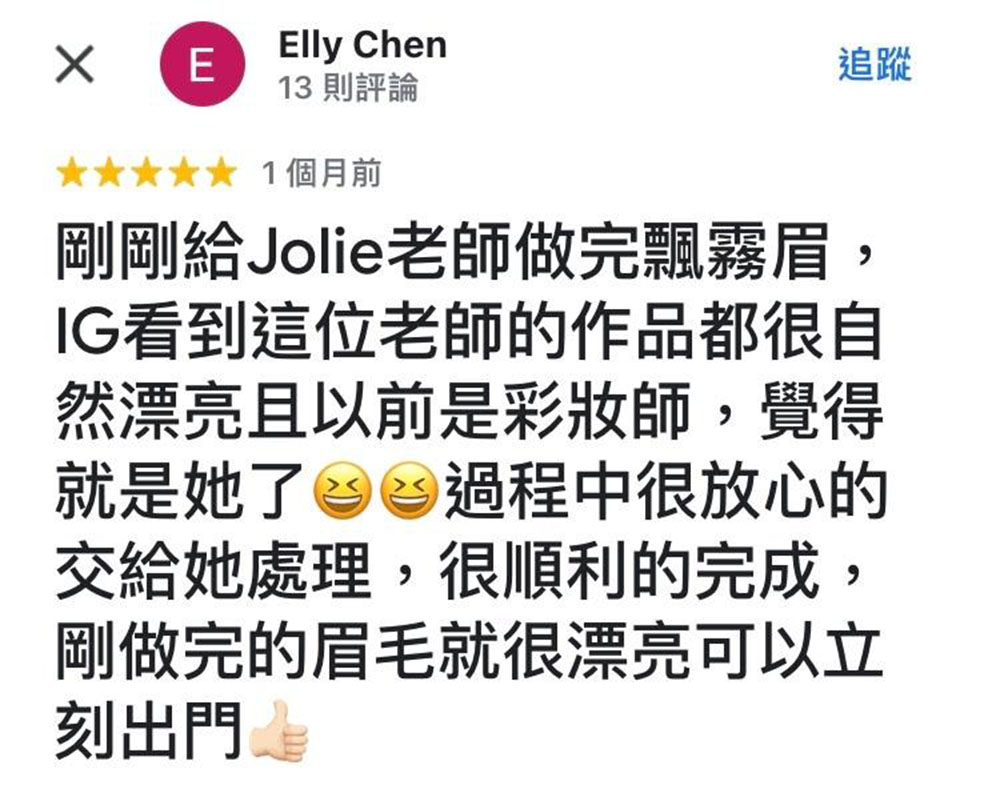 Elly Chen
13 則評論
追蹤
1 個月前
剛剛給Jolie老師做完飄霧眉，
IG看到這位老師的作品都很自
然漂亮且以前是彩妝師，覺得
就是她了😆😆過程中很放心的
交給她處理，很順利的完成，
剛做完的眉毛就很漂亮可以立
刻出門👍🏻